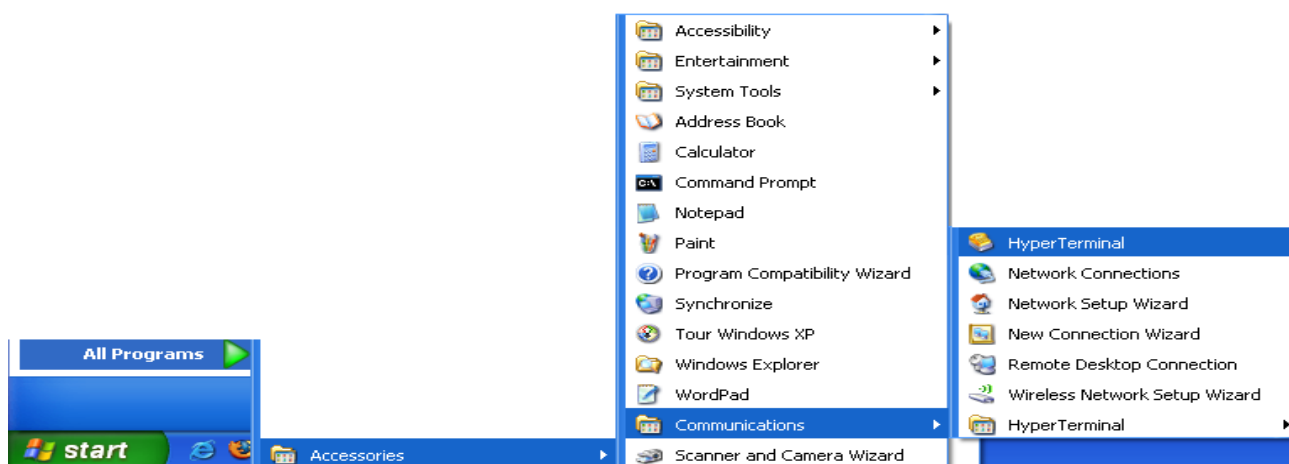 Accessibility
Entertainment
System Tools
Address Book
Calculator
C:\
Command Prompt
Notepad
Paint
Program Compatibility Wizard
Synchronize
Tour Windows XP
Windows Explorer
WordPad
Communications
Scanner and Camera Wizard
HyperTerminal
Network Connections
Network Setup Wizard
New Connection Wizard
Remote Desktop Connection
Wireless Network Setup Wizard
HyperTerminal
All Programs
start
Accessories